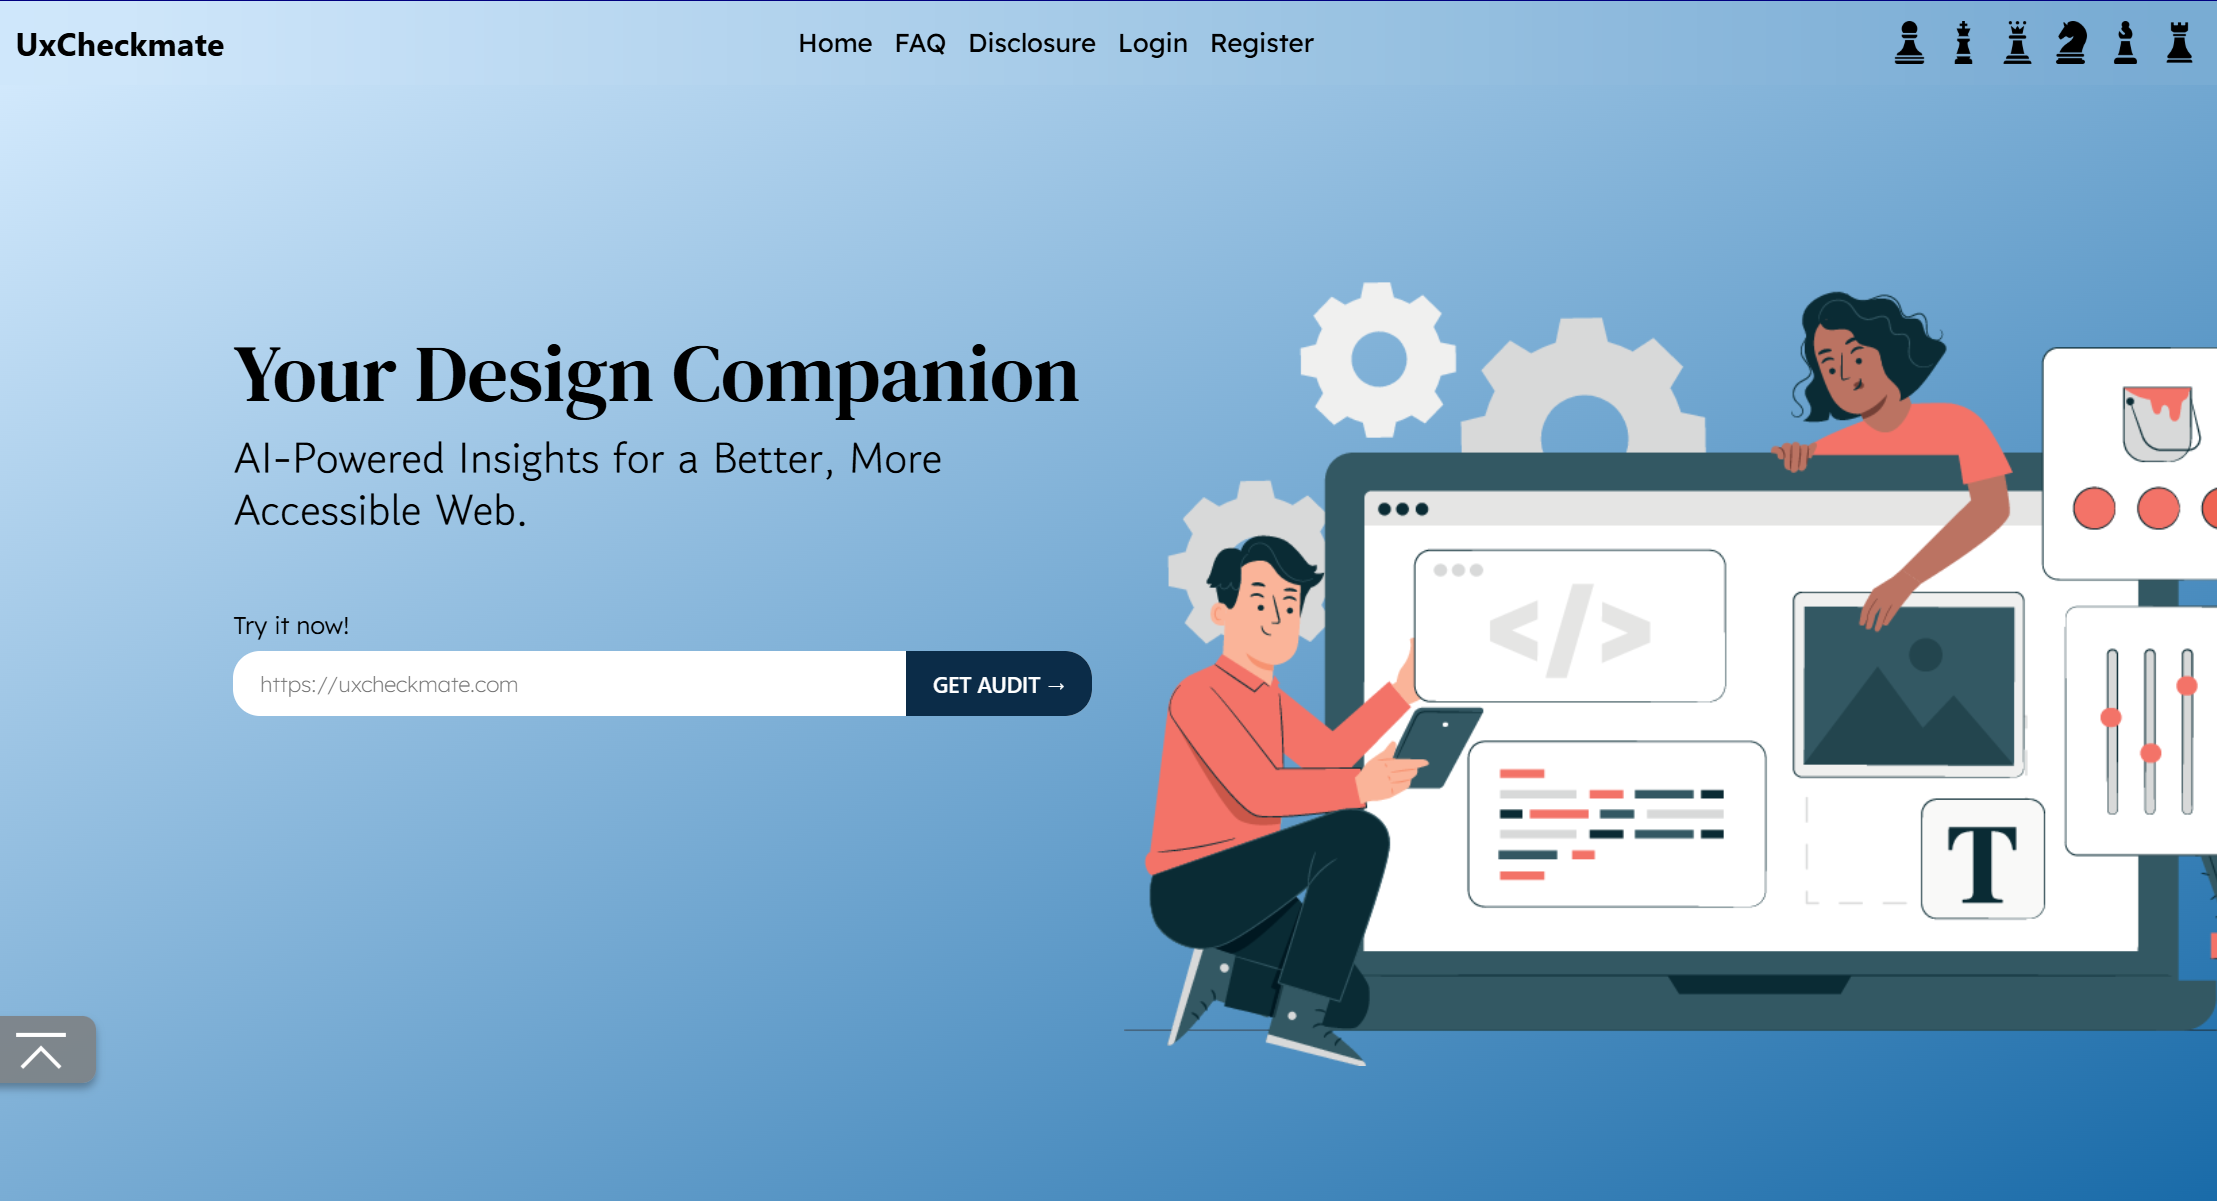 UxCheckmate
Home FAQ Disclosure Login Register
Your Design Companion
AI-Powered Insights for a Better, More
Accessible Web.
Try it now!
https://uxcheckmate.com
GET AUDIT →
</>
T